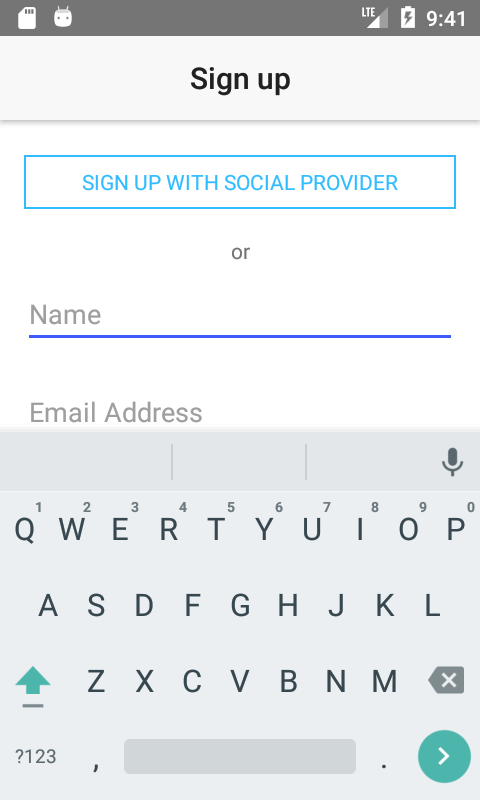 LTE 9:41
Sign up
SIGN UP WITH SOCIAL PROVIDER
or
Name
Email Address
1 2 3 4 5 6 7 8 9 0
Q W E R T Y U I O P
A S D F G H J K L
Z X C V B N M
?123 , .